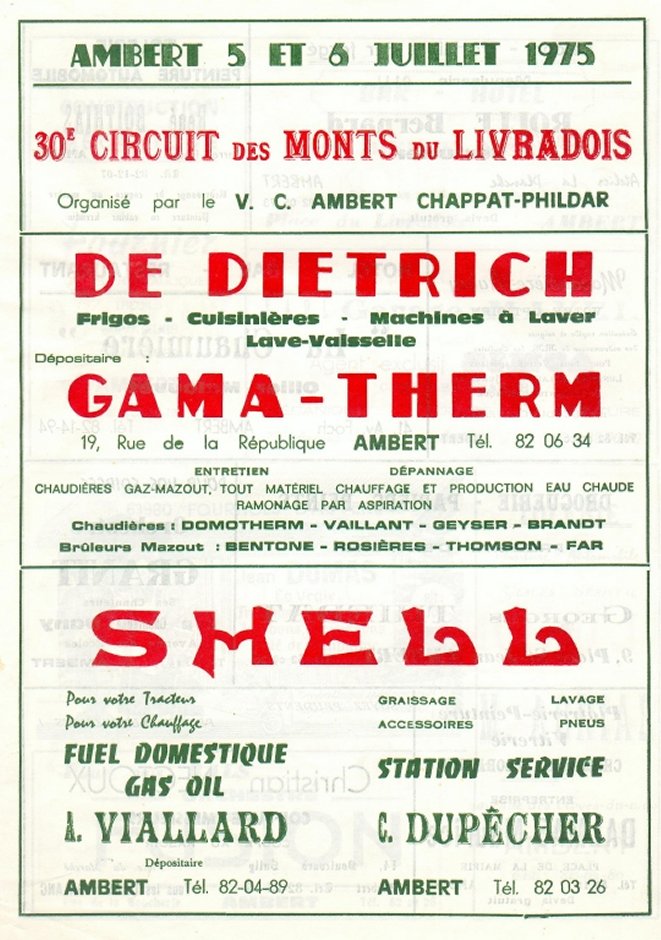 AMBERT 5 ET 6 JUILLET 1975
30E CIRCUIT DES MONTS DU LIVRADOIS
Organisé par le V. C. AMBERT CHAPPAT-PHILDAR
DE DIETRICH
Frigos - Cuisinières - Machines à Laver
Lave-Vaisselle
Dépositaire :
GAMA-THERM
19, Rue de la République AMBERT Tél. 82 06 34
ENTRETIEN DÉPANNAGE
CHAUDIÈRES GAZ-MAZOUT, TOUT MATÉRIEL CHAUFFAGE ET PRODUCTION EAU CHAUDE
RAMONAGE PAR ASPIRATION
Chaudières : DOMOTHERM - VAILLANT - GEYSER - BRANDT
Brûleurs Mazout : BENTONE - ROSIÈRES - THOMSON - FAR
SHELL
Pour votre Tracteur
Pour votre Chauffage
FUEL DOMESTIQUE
GAS OIL
A. VIALLARD
Dépositaire
AMBERT Tél. 82-04-89
GRAISSAGE LAVAGE
ACCESSOIRES PNEUS
STATION SERVICE
C. DUPÊCHER
AMBERT Tél. 82 03 26